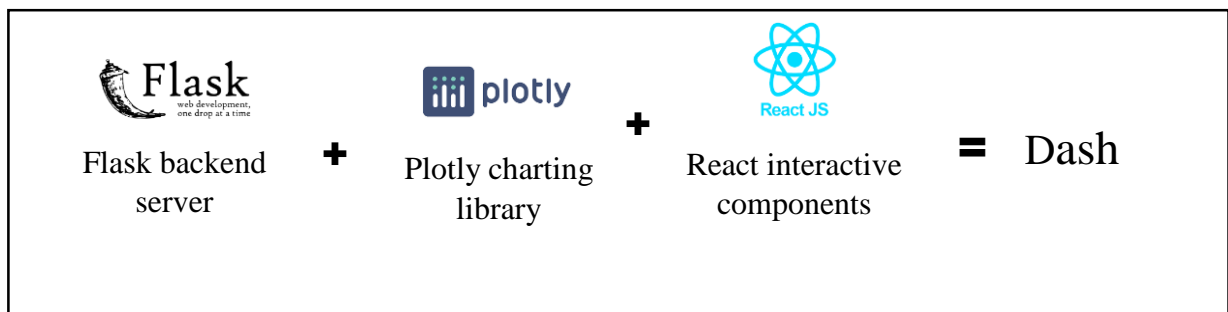 Flask
web development,
one drop at a time
Flask backend
server
+
plotly
Plotly charting
library
+
React JS
React interactive
components
=
Dash